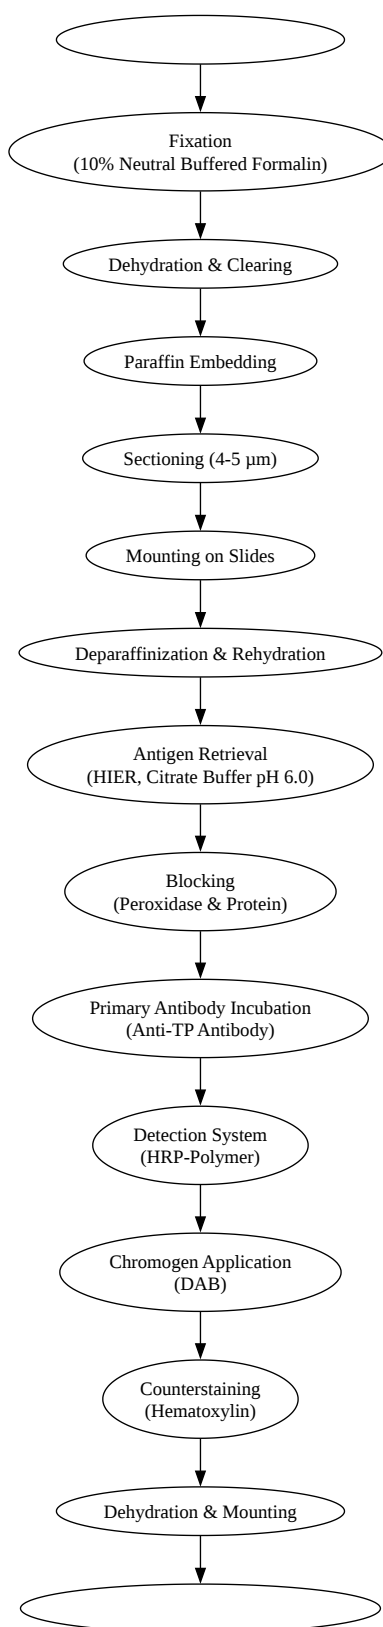 Fixation
(10% Neutral Buffered Formalin)
Dehydration & Clearing
Paraffin Embedding
Sectioning (4-5 µm)
Mounting on Slides
Deparaffinization & Rehydration
Antigen Retrieval
(HIER, Citrate Buffer pH 6.0)
Blocking
(Peroxidase & Protein)
Primary Antibody Incubation
(Anti-TP Antibody)
Detection System
(HRP-Polymer)
Chromogen Application
(DAB)
Counterstaining
(Hematoxylin)
Dehydration & Mounting